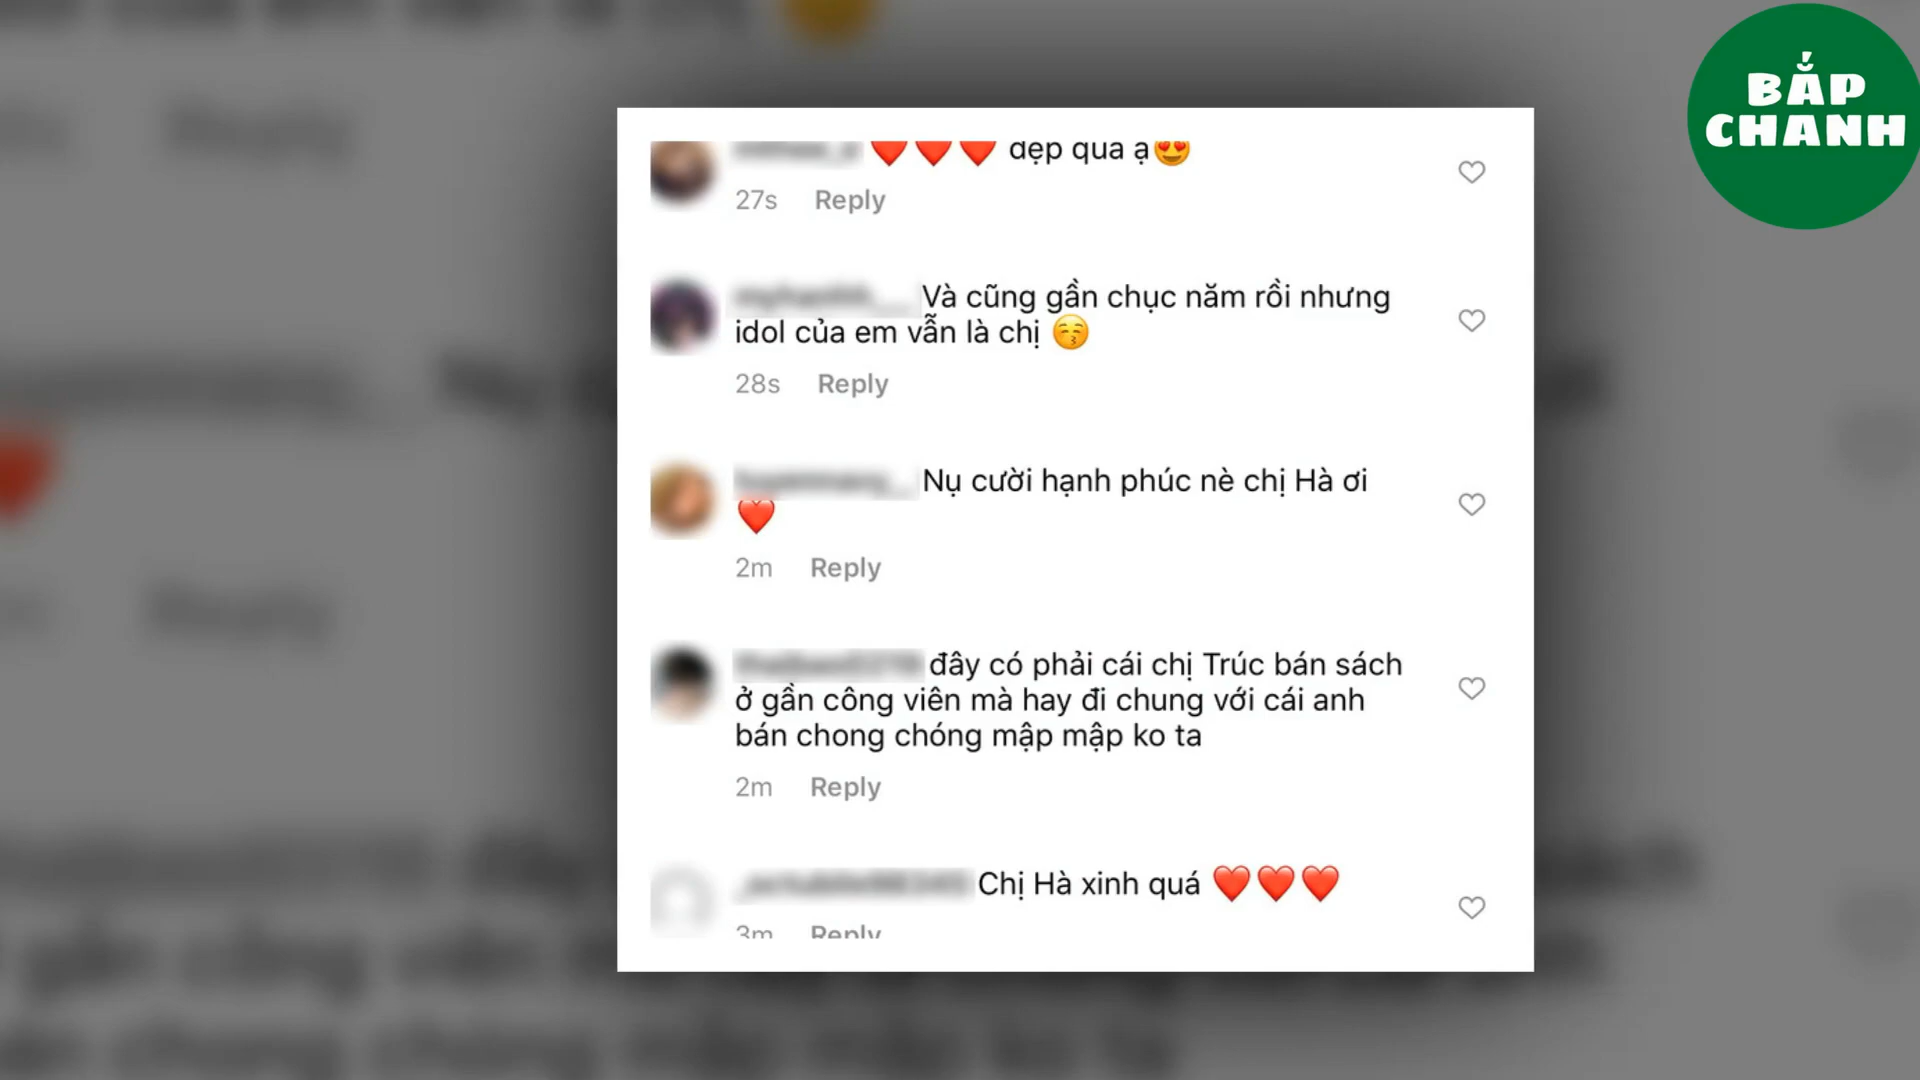 BẮP
CHANH
❤️❤️❤️ đẹp quá ạ😍
27s Reply
Và cũng gần chục năm rồi nhưng
idol của em vẫn là chị 😚
28s Reply
Nụ cười hạnh phúc nè chị Hà ơi
❤️
2m Reply
đây có phải cái chị Trúc bán sách
ở gần công viên mà hay đi chung với cái anh
bán chong chóng mập mập ko ta
2m Reply
Chị Hà xinh quá ❤️❤️❤️
3m Reply